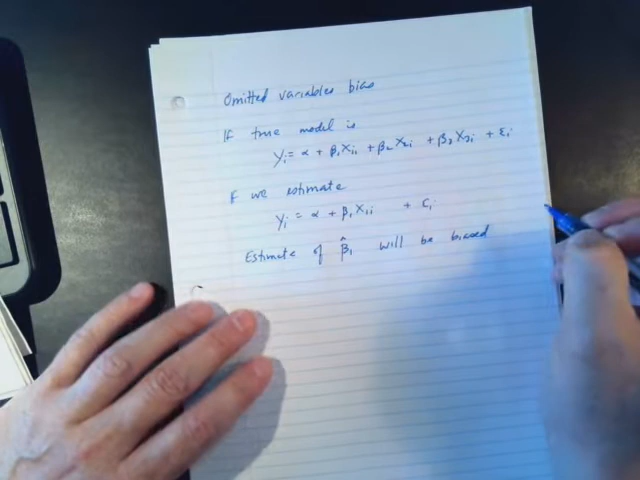 Omitted variables bias
If true model is
Yi = α + β1X1i + β2X2i + β3X3i + εi
If we estimate
Yi = α + β1X1i + εi
Estimate of β̂1 will be biased